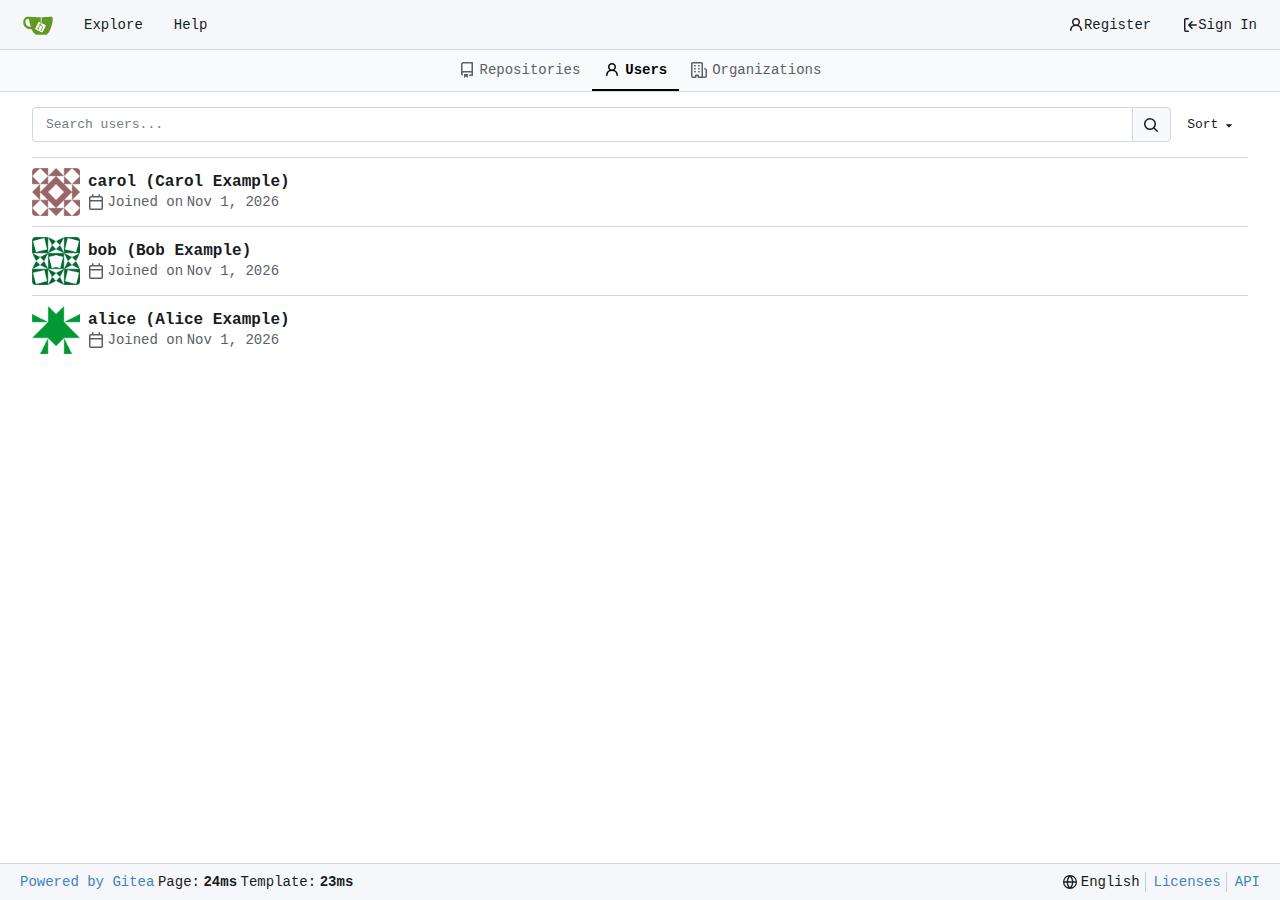 Explore Help Register Sign In
Repositories Users Organizations
Search users... Sort
carol (Carol Example)
Joined on Nov 1, 2026
bob (Bob Example)
Joined on Nov 1, 2026
alice (Alice Example)
Joined on Nov 1, 2026
Powered by Gitea Page: 24ms Template: 23ms English Licenses API